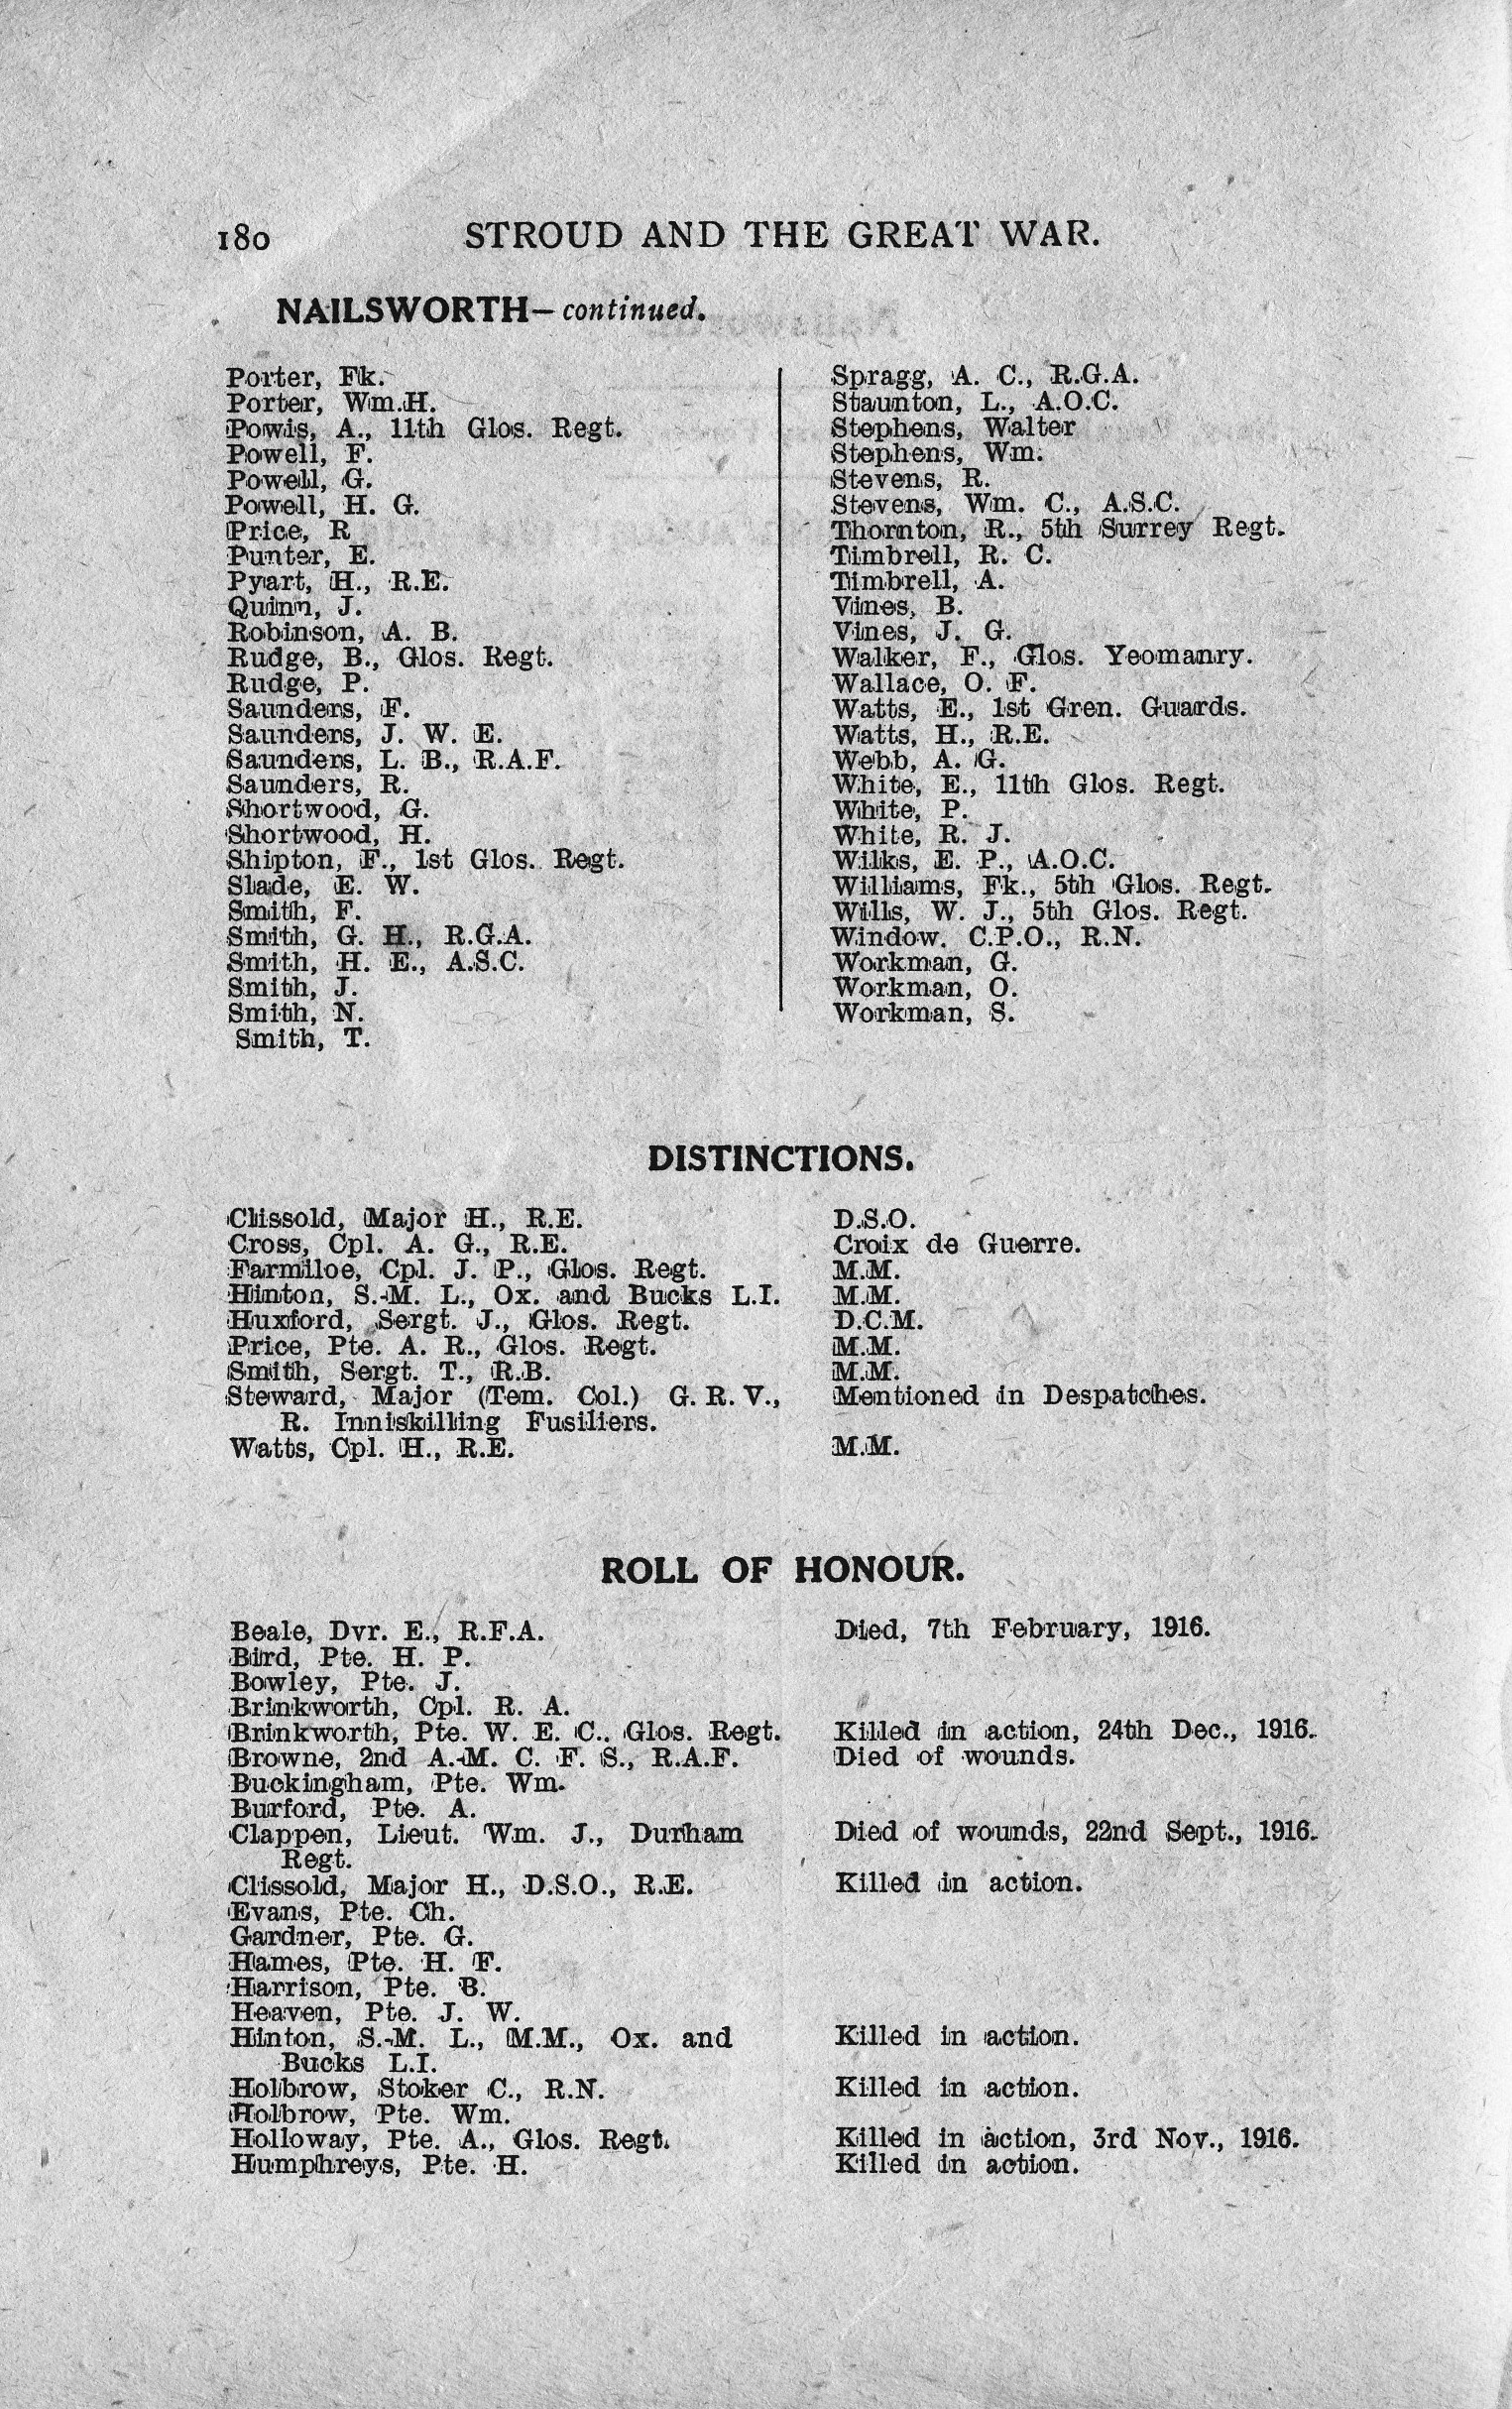 180 STROUD AND THE GREAT WAR.
NAILSWORTH—continued.
Porter, Fk.
Porter, Wm.H.
Powis, A., 11th Glos. Regt.
Powell, F.
Powell, G.
Powell, H. G.
Price, R
Punter, E.
Pyart, H., R.E.
Quinn, J.
Robinson, A. B.
Rudge, B., Glos. Regt.
Rudge, P.
Saunders, F.
Saunders, J. W. E.
Saunders, L. B., R.A.F.
Saunders, R.
Shortwood, G.
Shortwood, H.
Shipton, F., 1st Glos. Regt.
Slade, E. W.
Smith, F.
Smith, G. H., R.G.A.
Smith, H. E., A.S.C.
Smith, J.
Smith, N.
Smith, T.
Spragg, A. C., R.G.A.
Staunton, L., A.O.C.
Stephens, Walter
Stephens, Wm.
Stevens, R.
Stevens, Wm. C., A.S.C.
Thornton, R., 5th Surrey Regt.
Timbrell, R. C.
Timbrell, A.
Vines, B.
Vines, J. G.
Walker, F., Glos. Yeomanry.
Wallace, O. F.
Watts, E., 1st Gren. Guards.
Watts, H., R.E.
Webb, A. G.
White, E., 11th Glos. Regt.
White, P.
White, R. J.
Wilks, E. P., A.O.C.
Williams, Fk., 5th Glos. Regt.
Wills, W. J., 5th Glos. Regt.
Window. C.P.O., R.N.
Workman, G.
Workman, O.
Workman, S.
DISTINCTIONS.
Clissold, Major H., R.E. D.S.O.
Cross, Cpl. A. G., R.E. Croix de Guerre.
Farmiloe, Cpl. J. P., Glos. Regt. M.M.
Hinton, S.-M. L., Ox. and Bucks L.I. M.M.
Huxford, Sergt. J., Glos. Regt. D.C.M.
Price, Pte. A. R., Glos. Regt. M.M.
Smith, Sergt. T., R.B. M.M.
Steward, Major (Tem. Col.) G. R. V., Mentioned in Despatches.
R. Inniskilling Fusiliers.
Watts, Cpl. H., R.E. M.M.
ROLL OF HONOUR.
Beale, Dvr. E., R.F.A. Died, 7th February, 1916.
Bird, Pte. H. P.
Bowley, Pte. J.
Brinkworth, Cpl. R. A.
Brinkworth, Pte. W. E. C.. Glos. Regt. Killed in action, 24th Dec., 1916.
Browne, 2nd A.-M. C. F. S., R.A.F. Died of wounds.
Buckingham, Pte. Wm.
Burford, Pte. A.
Clappen, Lieut. Wm. J., Durham Died of wounds, 22nd Sept., 1916.
Regt.
Clissold, Major H., D.S.O., R.E. Killed in action.
Evans, Pte. Ch.
Gardner, Pte. G.
Hames, Pte. H. F.
Harrison, Pte. B.
Heaven, Pte. J. W.
Hinton, S.-M. L., M.M., Ox. and Killed in action.
Bucks L.I.
Holbrow, Stoker C., R.N. Killed in action.
Holbrow, Pte. Wm.
Holloway, Pte. A., Glos. Regt. Killed in action, 3rd Nov., 1916.
Humphreys, Pte. H. Killed in action.